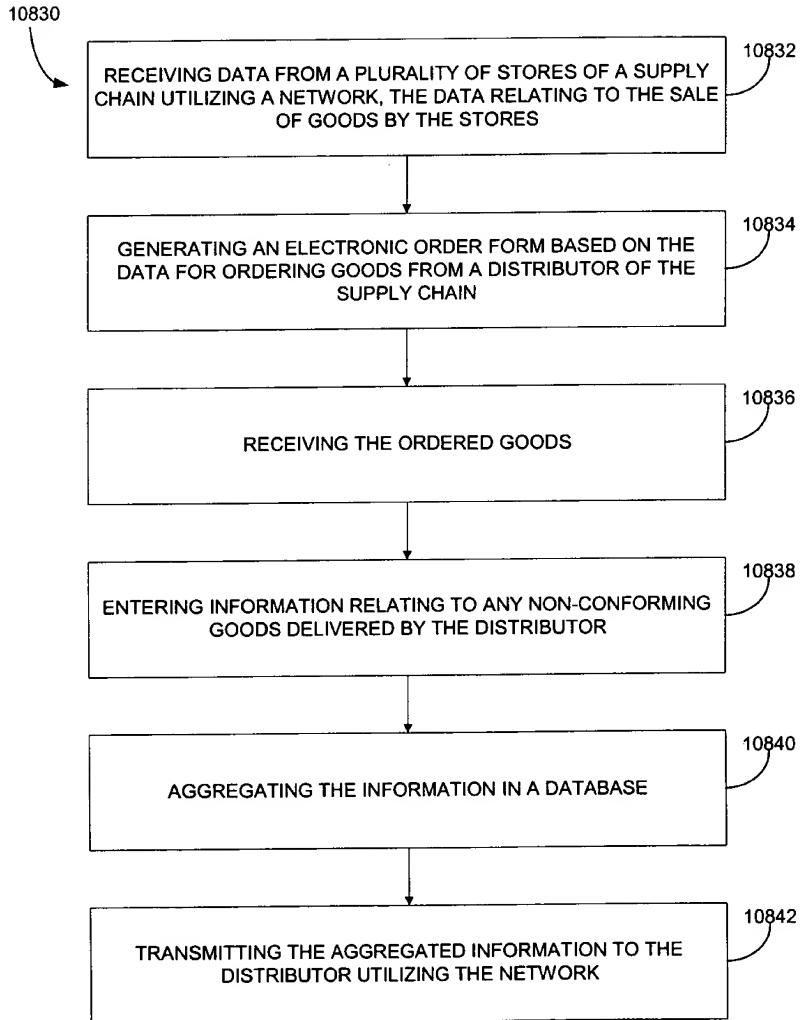 10830
10832
RECEIVING DATA FROM A PLURALITY OF STORES OF A SUPPLY
CHAIN UTILIZING A NETWORK, THE DATA RELATING TO THE SALE
OF GOODS BY THE STORES
10834
GENERATING AN ELECTRONIC ORDER FORM BASED ON THE
DATA FOR ORDERING GOODS FROM A DISTRIBUTOR OF THE
SUPPLY CHAIN
10836
RECEIVING THE ORDERED GOODS
10838
ENTERING INFORMATION RELATING TO ANY NON-CONFORMING
GOODS DELIVERED BY THE DISTRIBUTOR
10840
AGGREGATING THE INFORMATION IN A DATABASE
10842
TRANSMITTING THE AGGREGATED INFORMATION TO THE
DISTRIBUTOR UTILIZING THE NETWORK